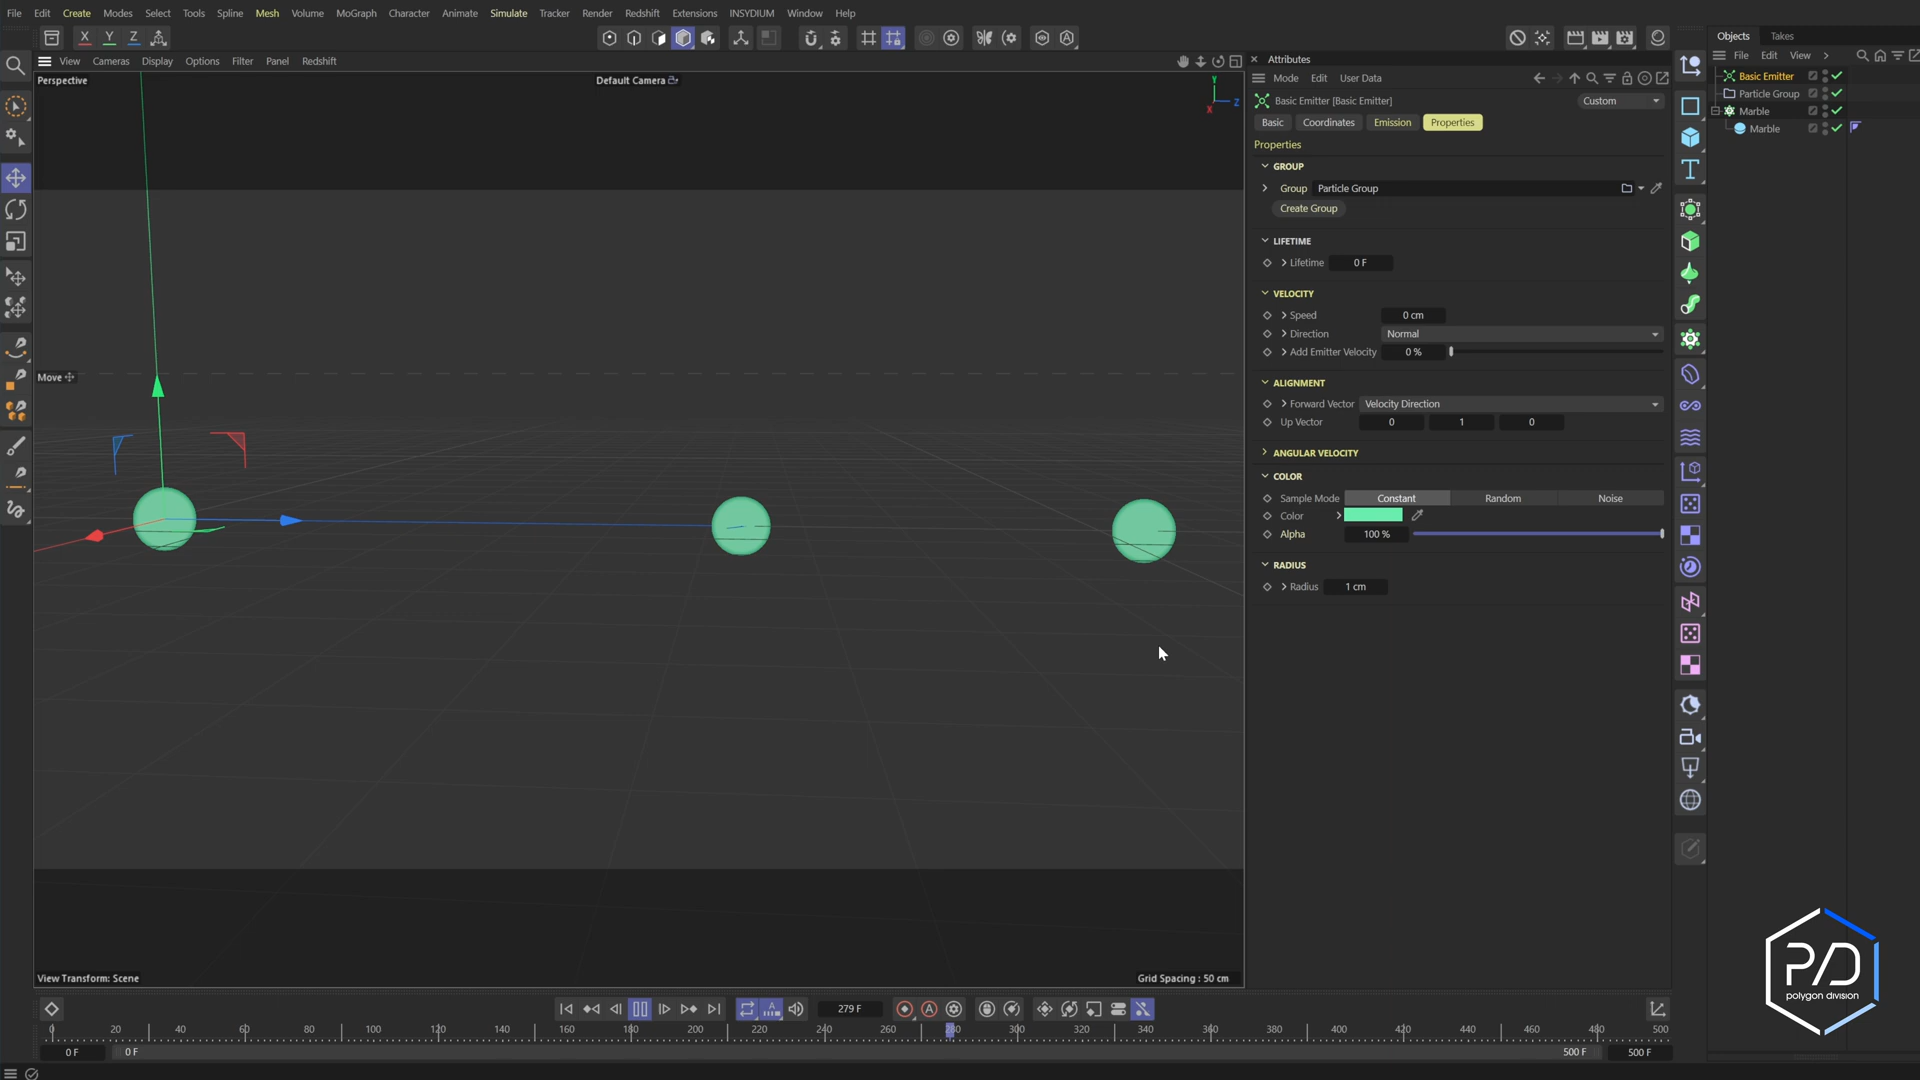 File Edit Create Modes Select Tools Spline Mesh Volume MoGraph Character Animate Simulate Tracker Render Redshift Extensions INSYDIUM Window Help
X Y Z
Objects Takes
View Cameras Display Options Filter Panel Redshift
Attributes
File Edit View
Perspective
Default Camera
Y
Z
X
Mode Edit User Data
Basic Emitter
Basic Emitter [Basic Emitter]
Custom
Particle Group
Basic Coordinates Emission Properties
Marble
Marble
Properties
GROUP
Group Particle Group
Create Group
LIFETIME
Lifetime 0 F
VELOCITY
Speed 0 cm
Direction Normal
Add Emitter Velocity 0 %
Move
ALIGNMENT
Forward Vector Velocity Direction
Up Vector 0 1 0
ANGULAR VELOCITY
COLOR
Sample Mode Constant Random Noise
Color
Alpha 100 %
RADIUS
Radius 1 cm
View Transform: Scene
Grid Spacing : 50 cm
PD
polygon division
279 F
0 20 40 60 80 100 120 140 160 180 200 220 240 260 280 300 320 340 360 380 400 420 440 460 480 500
0 F 0 F 500 F 500 F